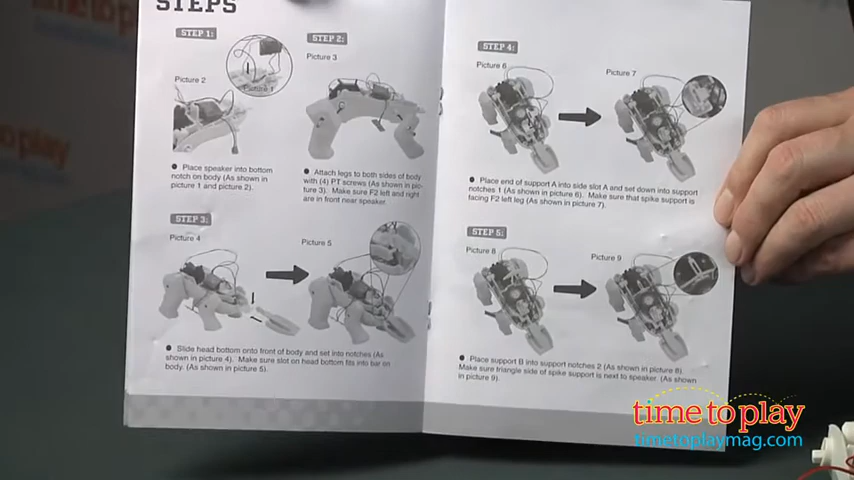 STEPS
STEP 1:
Picture 1
Picture 2
Place speaker into bottom
notch on body (As shown in
picture 1 and picture 2).
STEP 2:
Picture 3
Attach legs to both sides of body
with (4) PT screws (As shown in pic-
ture 3). Make sure F2 left and right
are in front near speaker.
STEP 3:
Picture 4
Picture 5
Slide head bottom onto front of body and set into notches (As
shown in picture 4). Make sure slot on head bottom fits into bar on
body. (As shown in picture 5).
STEP 4:
Picture 6
Picture 7
Place end of support A into side slot A and set down into support
notches 1 (As shown in picture 6). Make sure that spike support is
facing F2 left leg (As shown in picture 7).
STEP 5:
Picture 8
Picture 9
Place support B into support notches 2 (As shown in picture 8).
Make sure triangle side of spike support is next to speaker. (As shown
in picture 9).
time to play
time to play
time to play
timetoplaymag.com